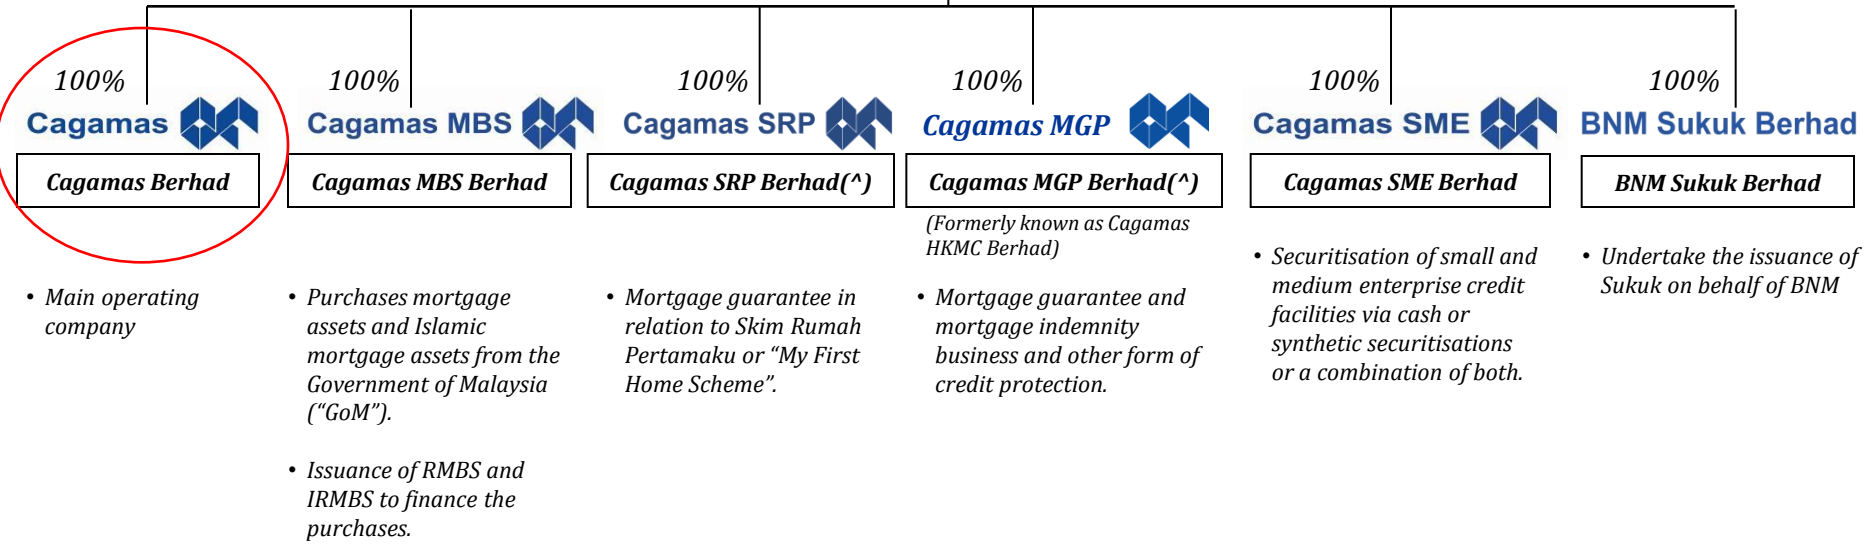 100%
Cagamas
Cagamas Berhad
• Main operating
company
100%
Cagamas MBS
Cagamas MBS Berhad
• Purchases mortgage
assets and Islamic
mortgage assets from the
Government of Malaysia
(“GoM”).
• Issuance of RMBS and
IRMBS to finance the
purchases.
100%
Cagamas SRP
Cagamas SRP Berhad(^)
• Mortgage guarantee in
relation to Skim Rumah
Pertamaku or “My First
Home Scheme”.
100%
Cagamas MGP
Cagamas MGP Berhad(^)
(Formerly known as Cagamas
HKMC Berhad)
• Mortgage guarantee and
mortgage indemnity
business and other form of
credit protection.
100%
Cagamas SME
Cagamas SME Berhad
• Securitisation of small and
medium enterprise credit
facilities via cash or
synthetic securitisations
or a combination of both.
100%
BNM Sukuk Berhad
BNM Sukuk Berhad
• Undertake the issuance of
Sukuk on behalf of BNM